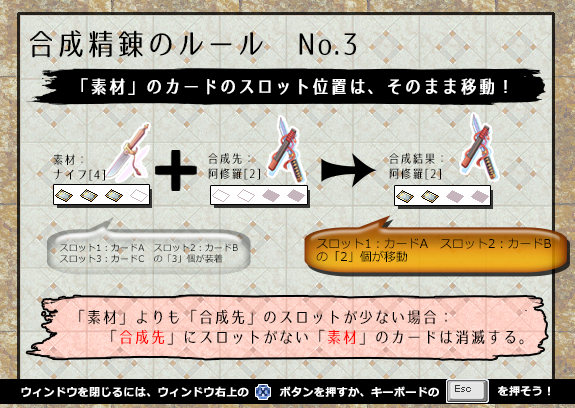 合成精錬のルール　No.3
「素材」のカードのスロット位置は、そのまま移動！
素材：
ナイフ[4]
合成先：
阿修羅[2]
合成結果：
阿修羅[2]
スロット1：カードA　スロット2：カードB
スロット3：カードC　の「3」個が装着
スロット1：カードA　スロット2：カードB
の「2」個が移動
「素材」よりも「合成先」のスロットが少ない場合：
「合成先」にスロットがない「素材」のカードは消滅する。
ウィンドウを閉じるには、ウィンドウ右上の ボタンを押すか、キーボードの Esc を押そう！